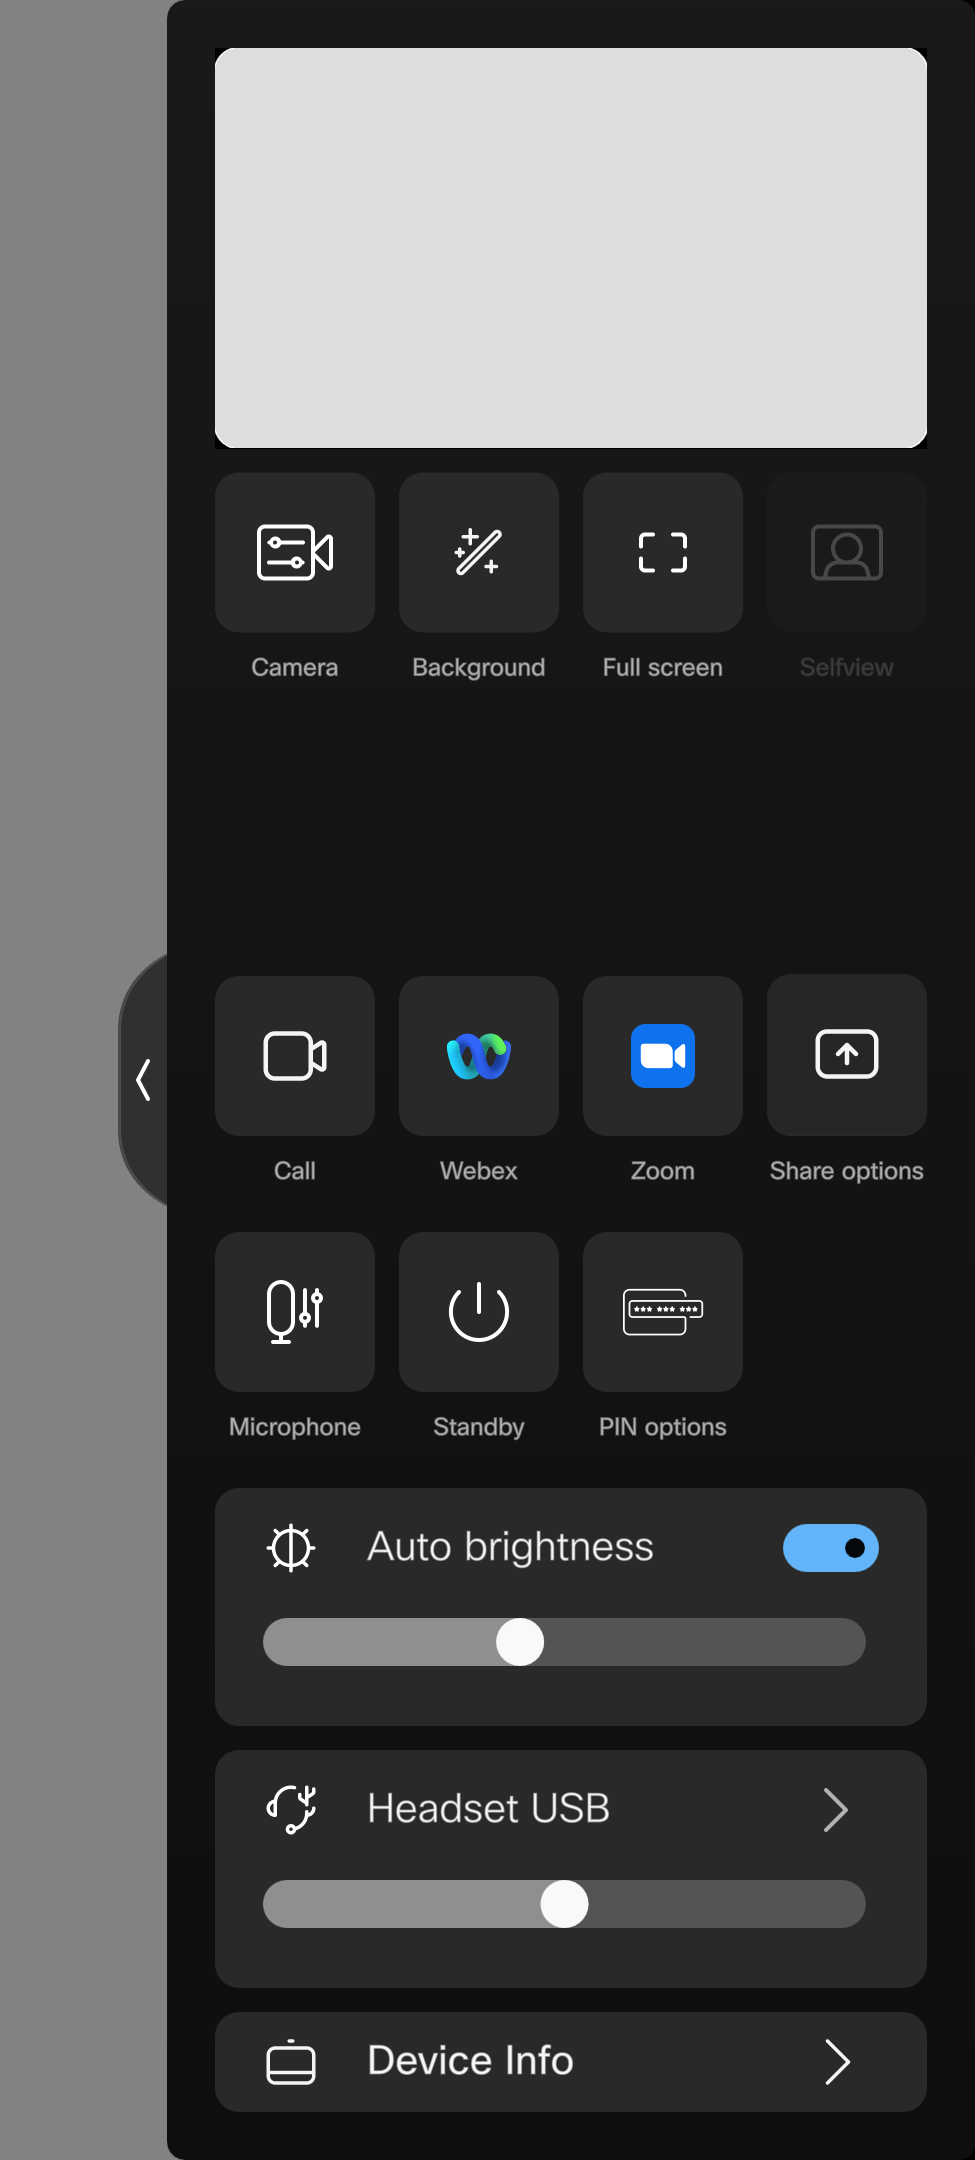 Camera
Background
Full screen
Selfview
Call
Webex
Zoom
Share options
Microphone
Standby
PIN options
Auto brightness
Headset USB
Device Info